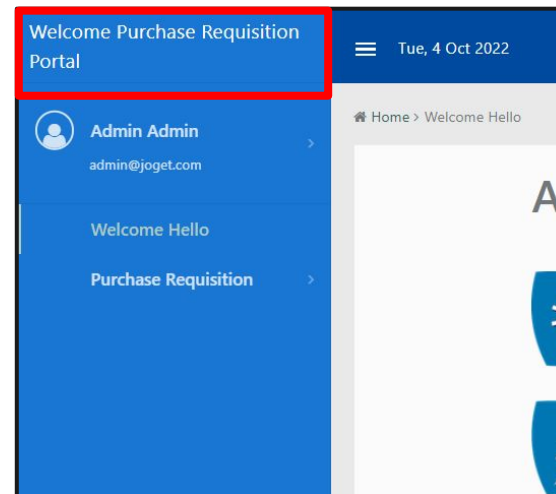 Welcome Purchase Requisition
Portal
Tue, 4 Oct 2022
Admin Admin
admin@joget.com
Home > Welcome Hello
Welcome Hello
Purchase Requisition
A